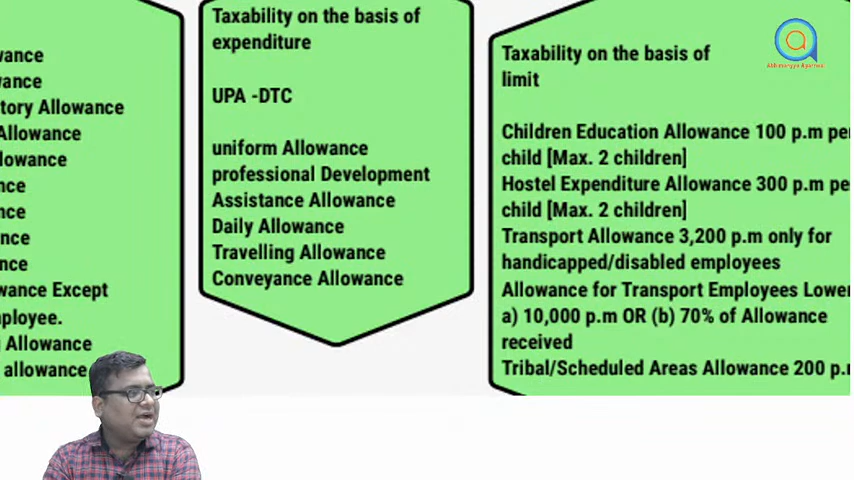 wance
wance
tory Allowance
Allowance
lowance
nce
nce
nce
nce
wance Except
ployee.
Allowance
allowance
Taxability on the basis of
expenditure
UPA -DTC
uniform Allowance
professional Development
Assistance Allowance
Daily Allowance
Travelling Allowance
Conveyance Allowance
Taxability on the basis of
limit
Children Education Allowance 100 p.m pe
child [Max. 2 children]
Hostel Expenditure Allowance 300 p.m pe
child [Max. 2 children]
Transport Allowance 3,200 p.m only for
handicapped/disabled employees
Allowance for Transport Employees Lower
a) 10,000 p.m OR (b) 70% of Allowance
received
Tribal/Scheduled Areas Allowance 200 p.